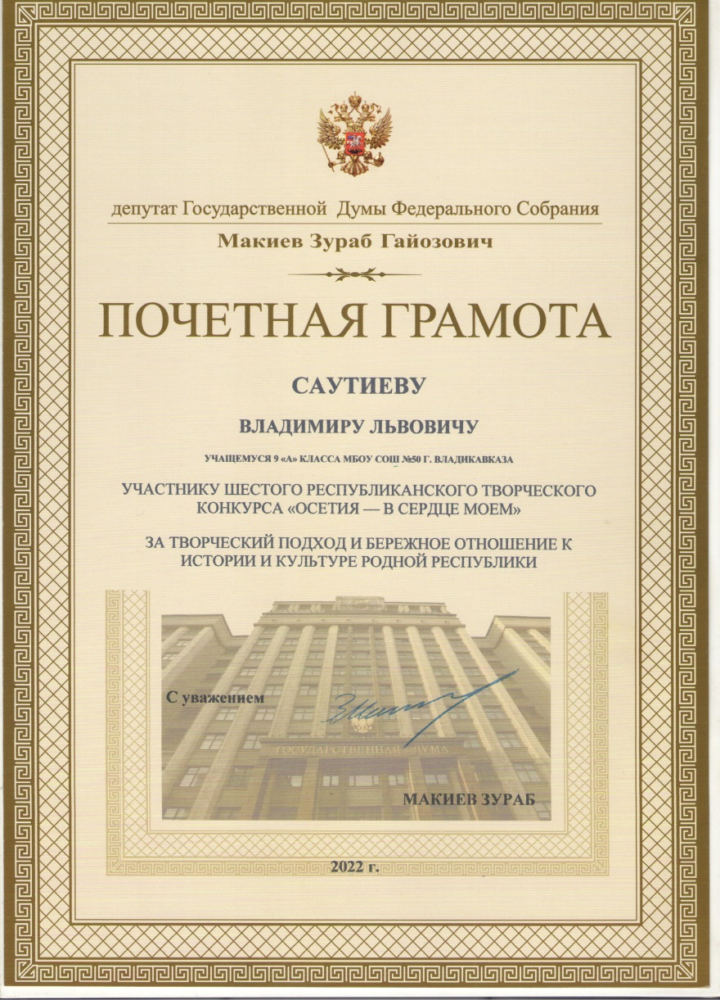 депутат Государственной Думы Федерального Собрания
Макиев Зураб Гайозович
ПОЧЕТНАЯ ГРАМОТА
САУТИЕВУ
ВЛАДИМИРУ ЛЬВОВИЧУ
УЧАЩЕМУСЯ 9 «А» КЛАССА МБОУ СОШ №50 Г. ВЛАДИКАВКАЗА
УЧАСТНИКУ ШЕСТОГО РЕСПУБЛИКАНСКОГО ТВОРЧЕСКОГО
КОНКУРСА «ОСЕТИЯ — В СЕРДЦЕ МОЕМ»
ЗА ТВОРЧЕСКИЙ ПОДХОД И БЕРЕЖНОЕ ОТНОШЕНИЕ К
ИСТОРИИ И КУЛЬТУРЕ РОДНОЙ РЕСПУБЛИКИ
С уважением
ГОСУДАРСТВЕННАЯ ДУМА
МАКИЕВ ЗУРАБ
2022 г.